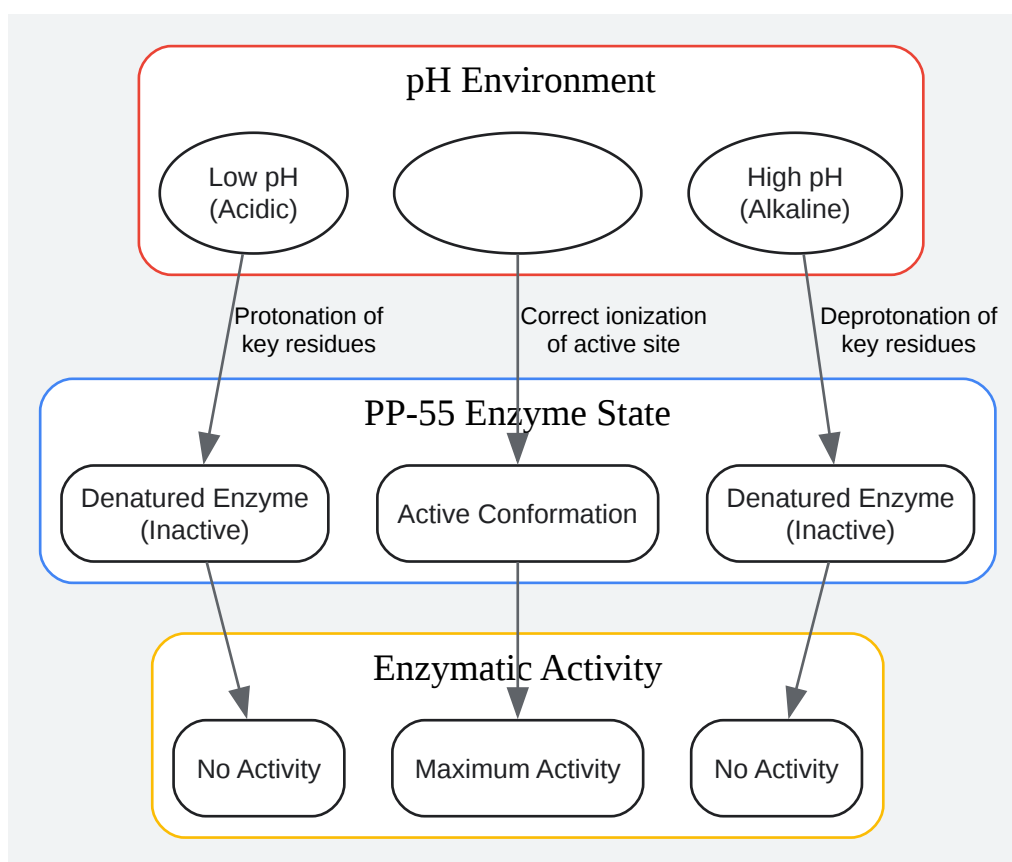 pH Environment
Low pH
(Acidic)
High pH
(Alkaline)
Protonation of
key residues
Correct ionization
of active site
Deprotonation of
key residues
PP-55 Enzyme State
Denatured Enzyme
(Inactive)
Active Conformation
Denatured Enzyme
(Inactive)
Enzymatic Activity
No Activity
Maximum Activity
No Activity